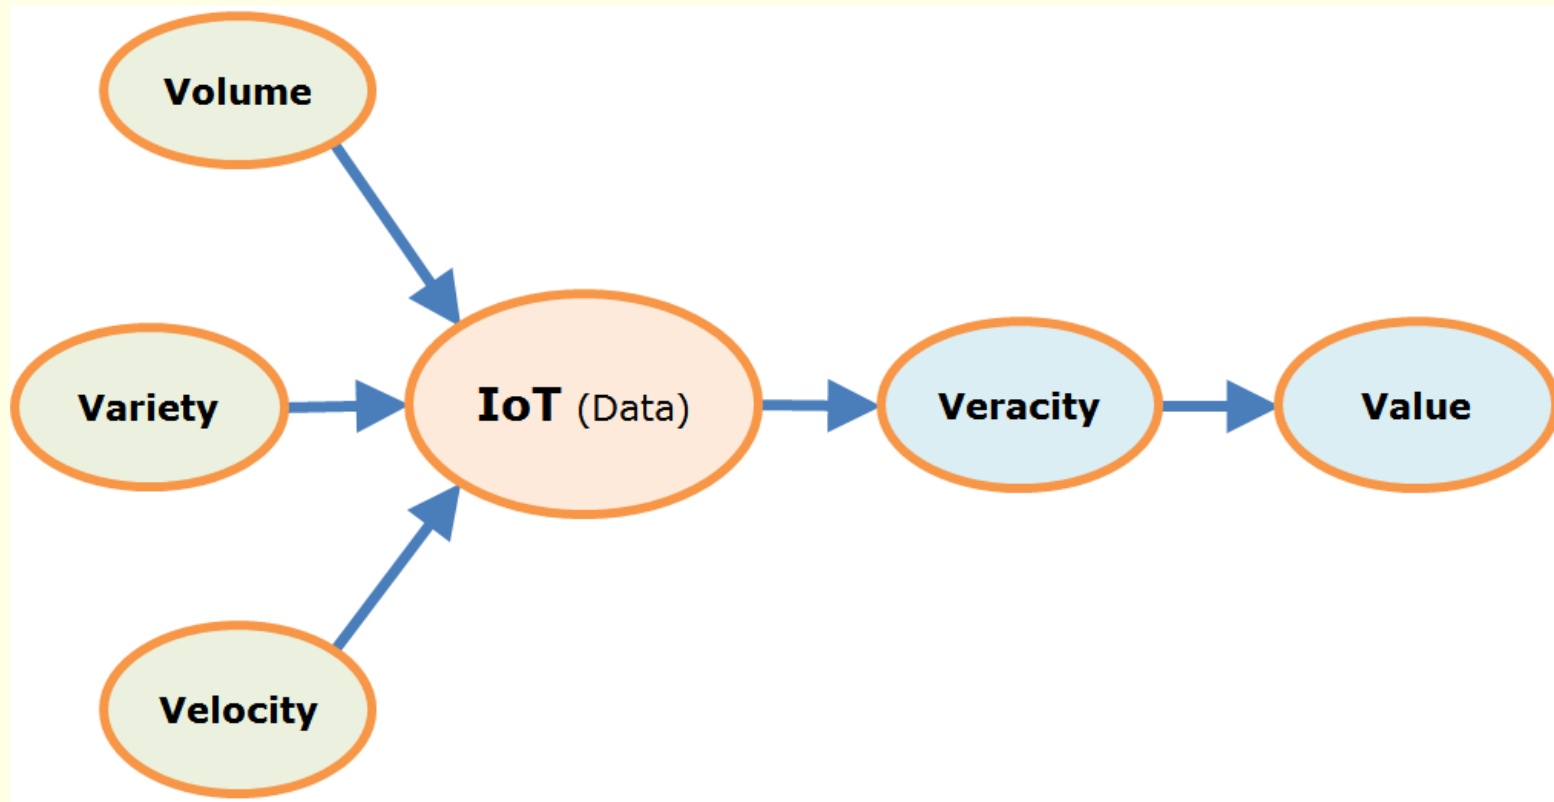 Volume
Variety
IoT (Data)
Veracity
Value
Velocity